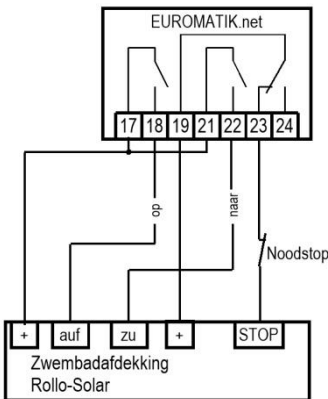 EUROMATIK.net
17 18 19 21 22 23 24
op
naar
Noodstop
+ auf zu + STOP
Zwembadafdekking
Rollo-Solar